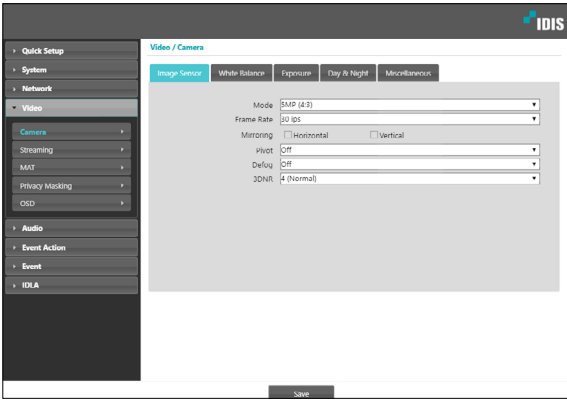 IDIS
Quick Setup
System
Network
Video
Camera
Streaming
MAT
Privacy Masking
OSD
Audio
Event Action
Event
IDLA
Video / Camera
Image Sensor White Balance Exposure Day & Night Miscellaneous
Mode 5MP (4:3)
Frame Rate 30 ips
Mirroring Horizontal Vertical
Pivot Off
Defog Off
3DNR 4 (Normal)
Save